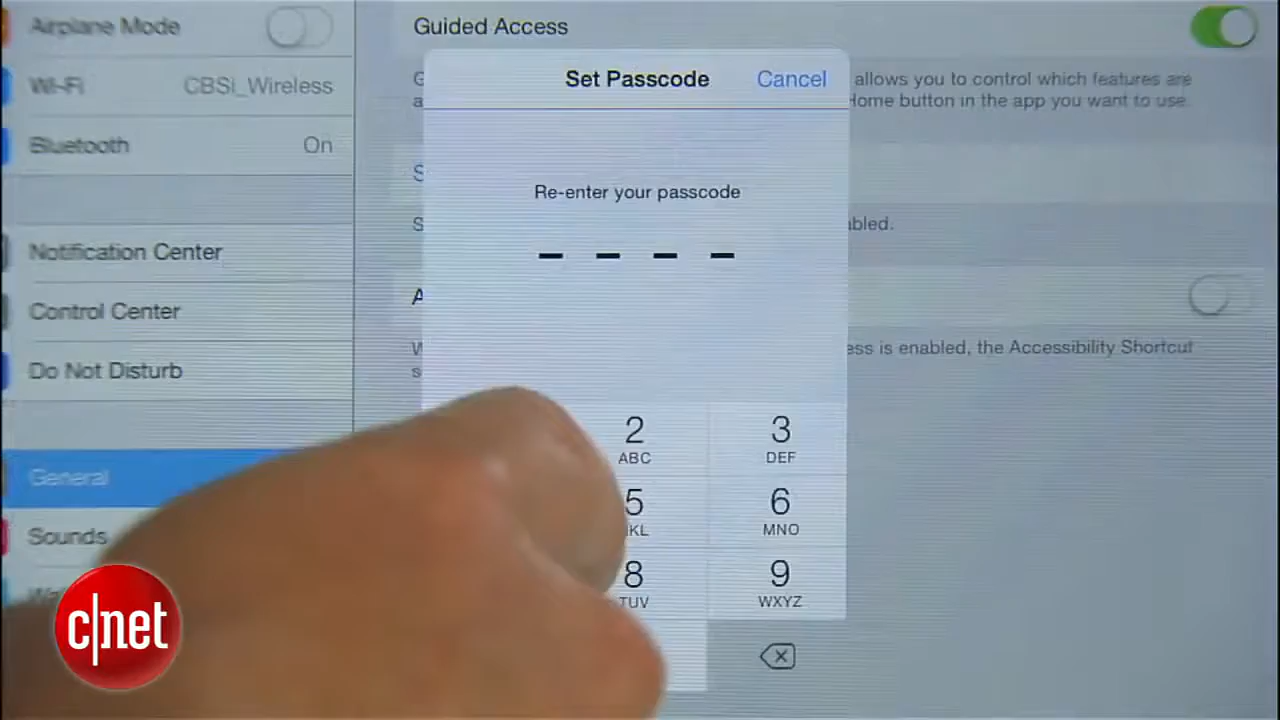 Airplane Mode
Wi-Fi CBSi_Wireless
Bluetooth On
Notification Center
Control Center
Do Not Disturb
General
Sounds
Guided Access
allows you to control which features are
Home button in the app you want to use.
abled.
ess is enabled, the Accessibility Shortcut
Set Passcode Cancel
Re-enter your passcode
2 3
ABC DEF
5 6
JKL MNO
8 9
TUV WXYZ
c|net